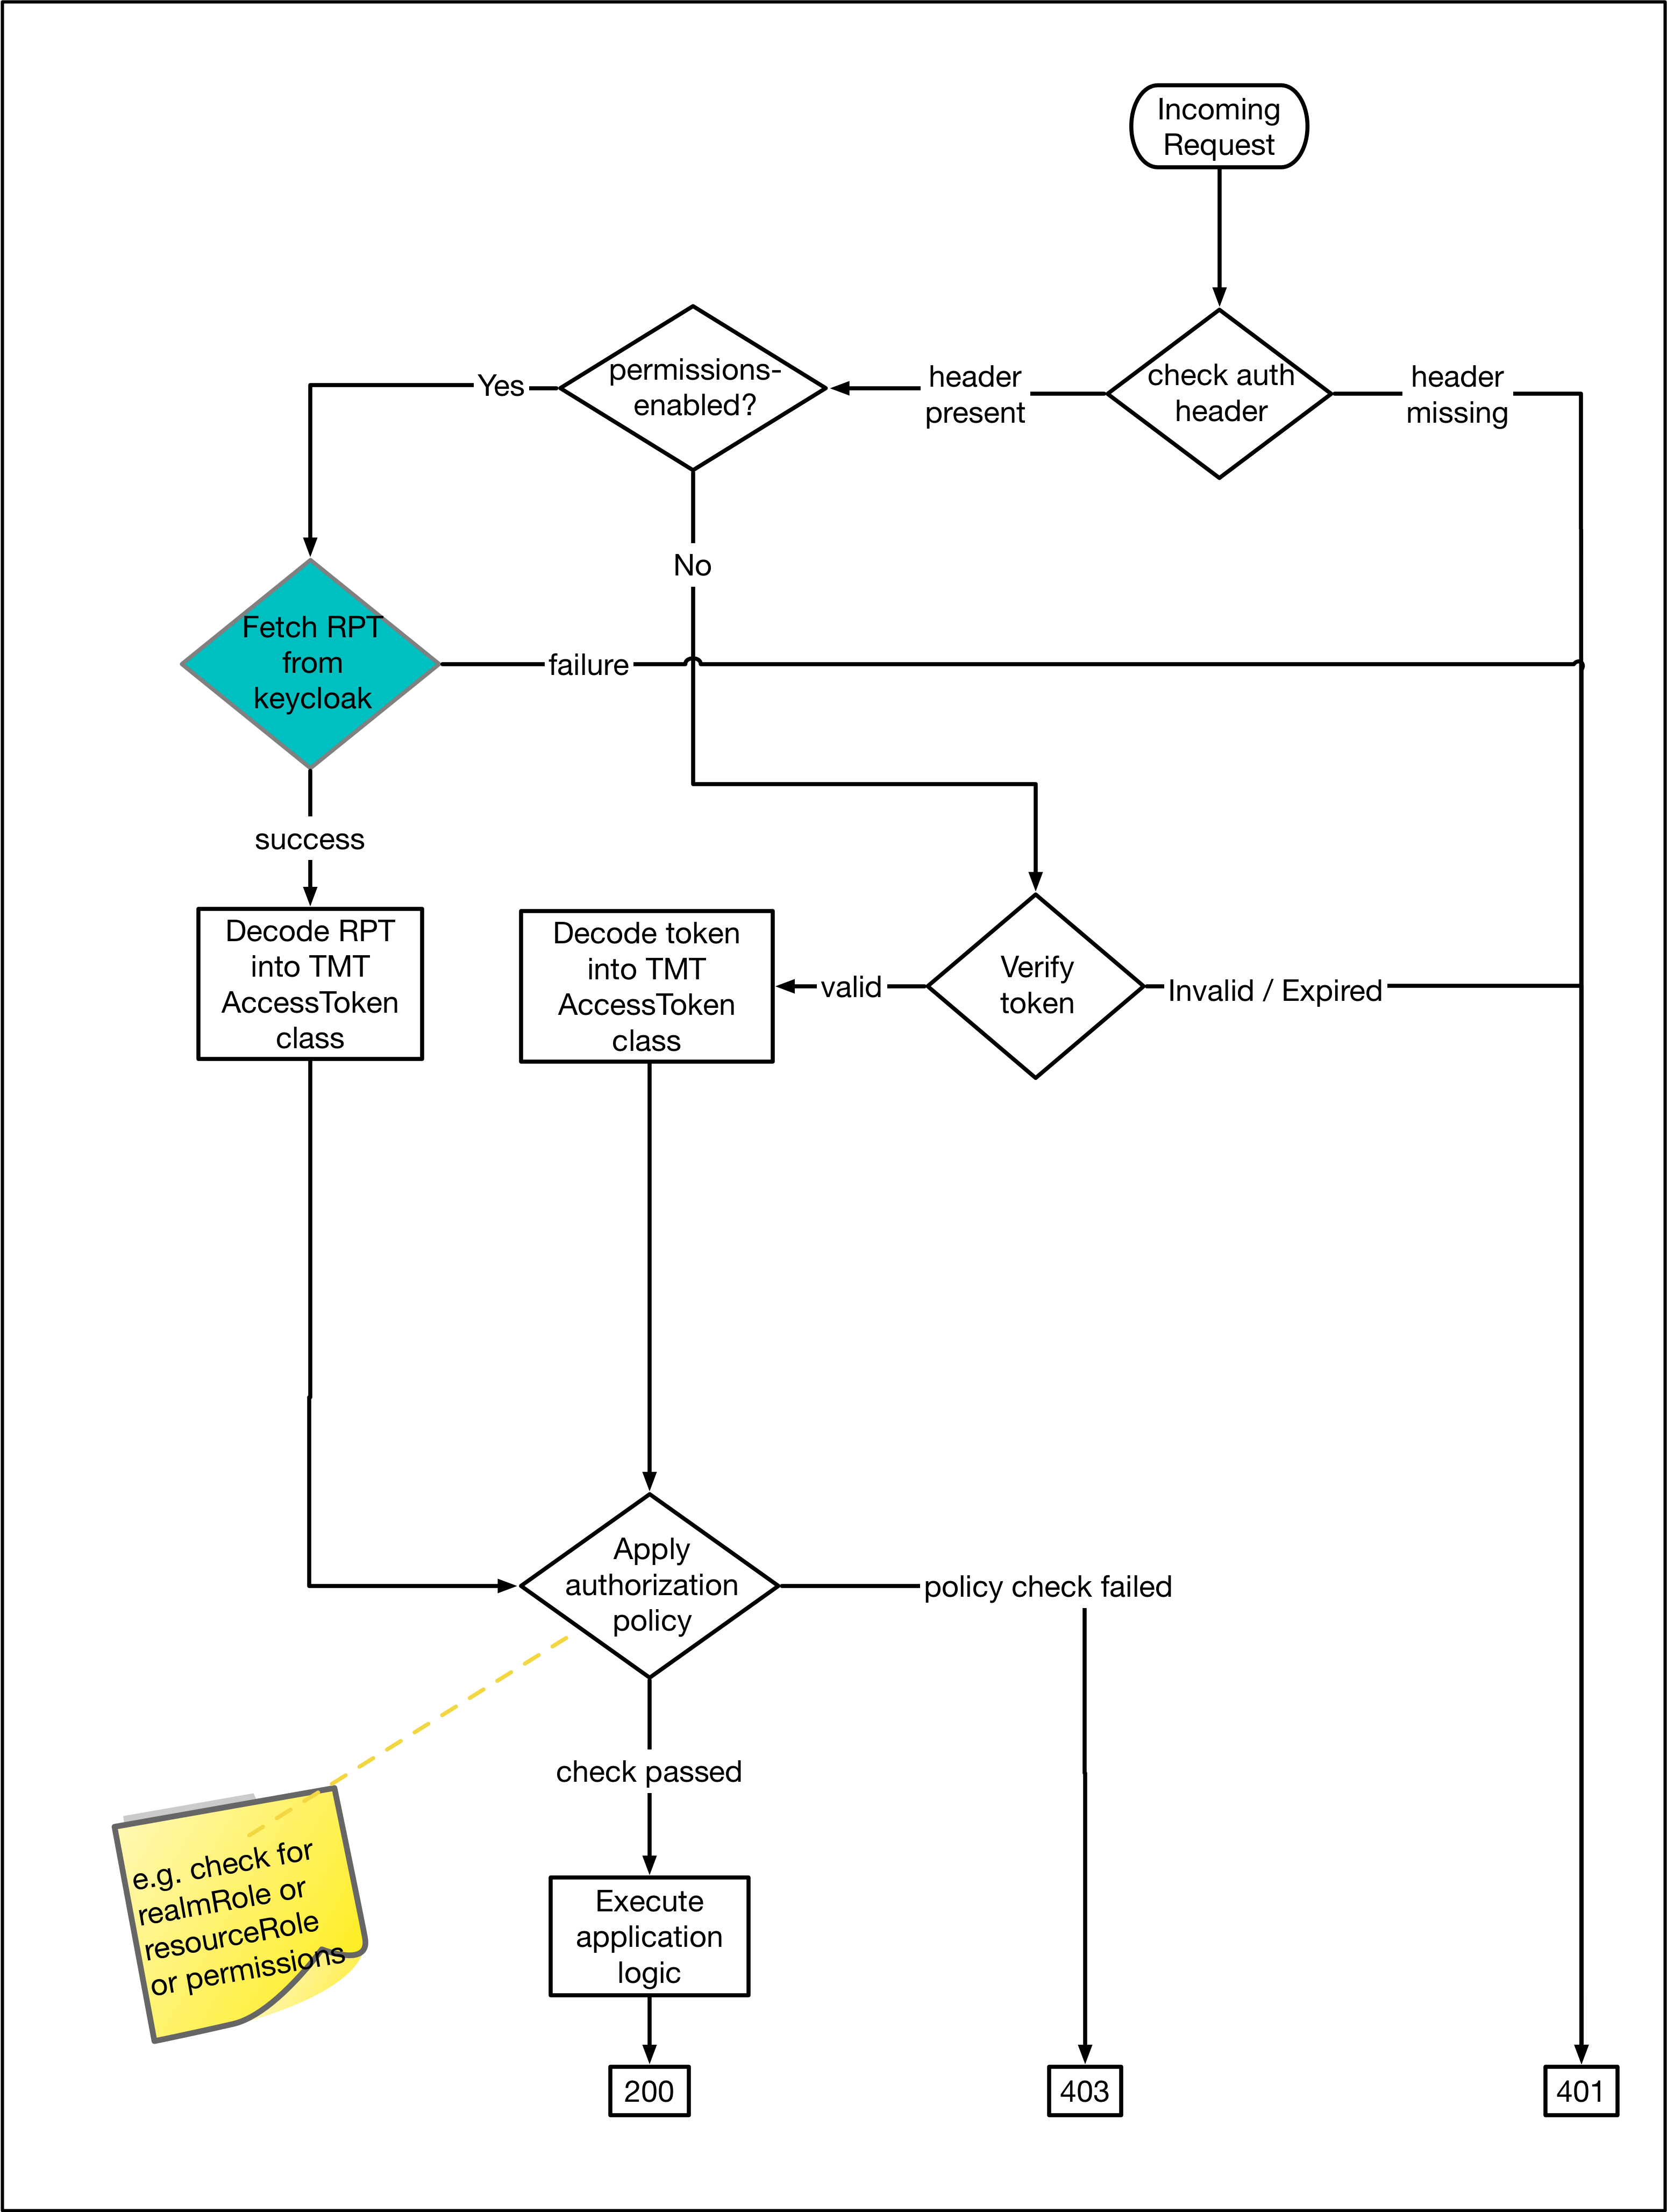 Incoming
Request
check auth
header
header
present
header
missing
permissions-
enabled?
Yes
No
Fetch RPT
from
keycloak
failure
success
Decode RPT
into TMT
AccessToken
class
Decode token
into TMT
AccessToken
class
valid
Verify
token
Invalid / Expired
Apply
authorization
policy
policy check failed
check passed
e.g. check for
realmRole or
resourceRole
or permissions
Execute
application
logic
200
403
401